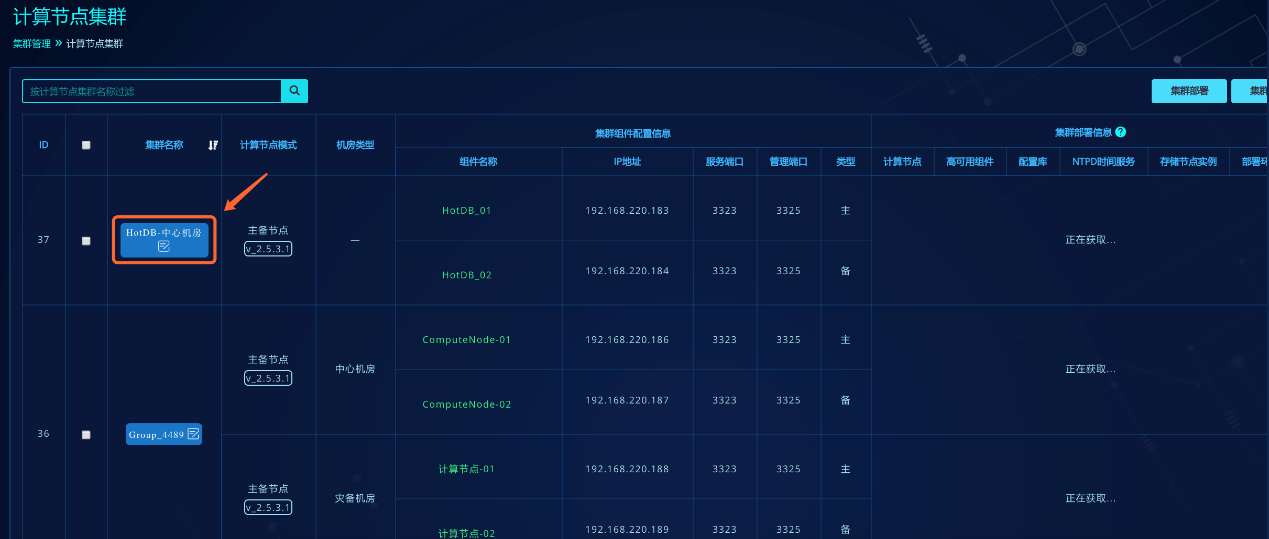 计算节点集群
集群管理 » 计算节点集群
按计算节点集群名称过滤
集群部署
集群
ID
集群名称
计算节点模式
机房类型
集群组件配置信息
集群部署信息 ?
组件名称
IP地址
服务端口
管理端口
类型
计算节点
高可用组件
配置库
NTPD时间服务
存储节点实例
部署环
37
HotDB-中心机房
主备节点
v_2.5.3.1
—
HotDB_01
192.168.220.183
3323
3325
主
HotDB_02
192.168.220.184
3323
3325
备
正在获取...
36
Group_4489
主备节点
v_2.5.3.1
中心机房
ComputeNode-01
192.168.220.186
3323
3325
主
ComputeNode-02
192.168.220.187
3323
3325
备
正在获取...
主备节点
v_2.5.3.1
灾备机房
计算节点-01
192.168.220.188
3323
3325
主
计算节点-02
192.168.220.189
3323
3325
备
正在获取...